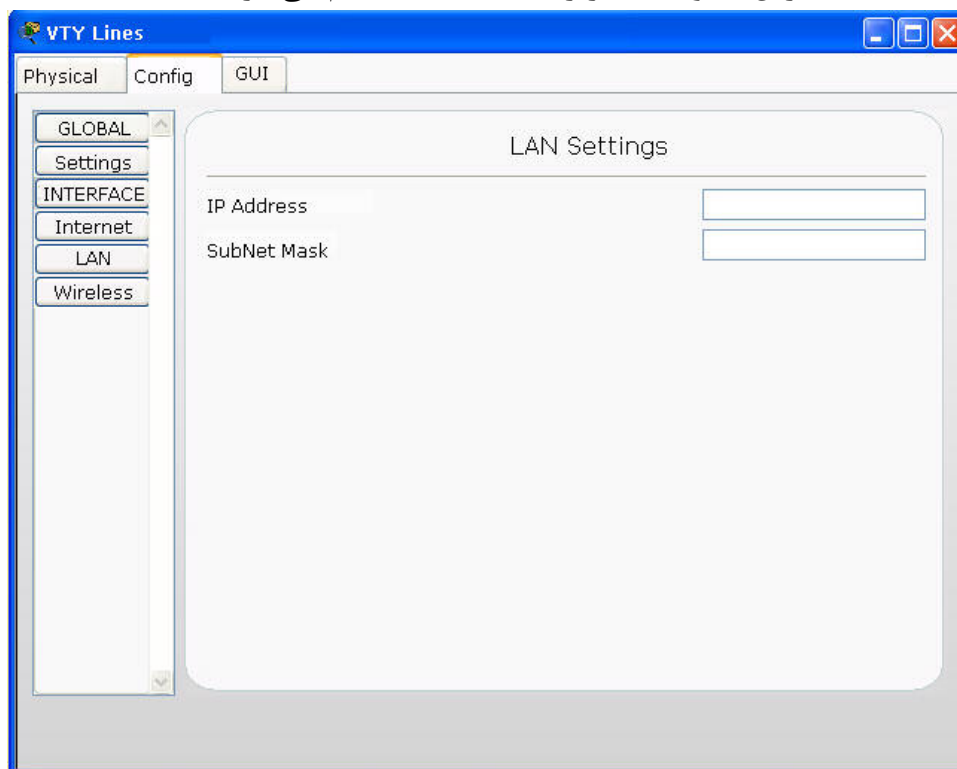 VTY Lines
Physical Config GUI
GLOBAL
Settings
INTERFACE
Internet
LAN
Wireless
LAN Settings
IP Address
SubNet Mask